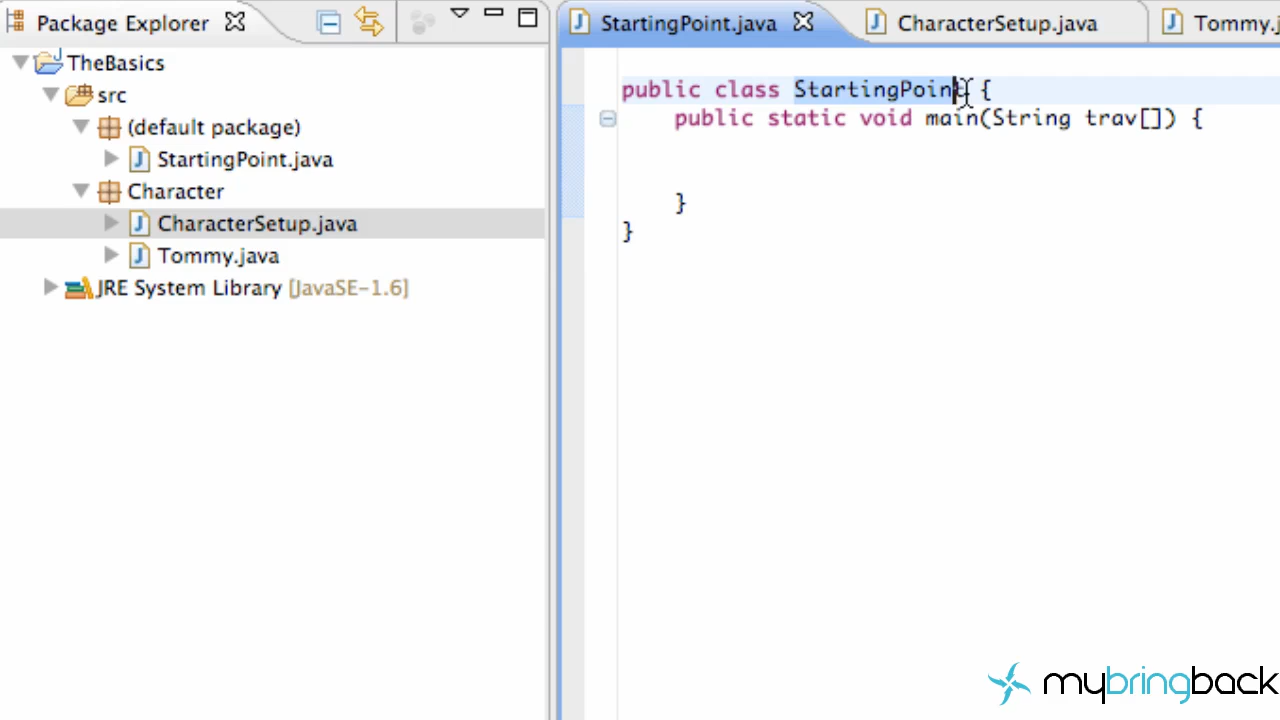 Package Explorer
TheBasics
src
(default package)
StartingPoint.java
Character
CharacterSetup.java
Tommy.java
JRE System Library [JavaSE-1.6]
StartingPoint.java CharacterSetup.java Tommy.j
public class StartingPoint {
public static void main(String trav[]) {
}
}
mybringback